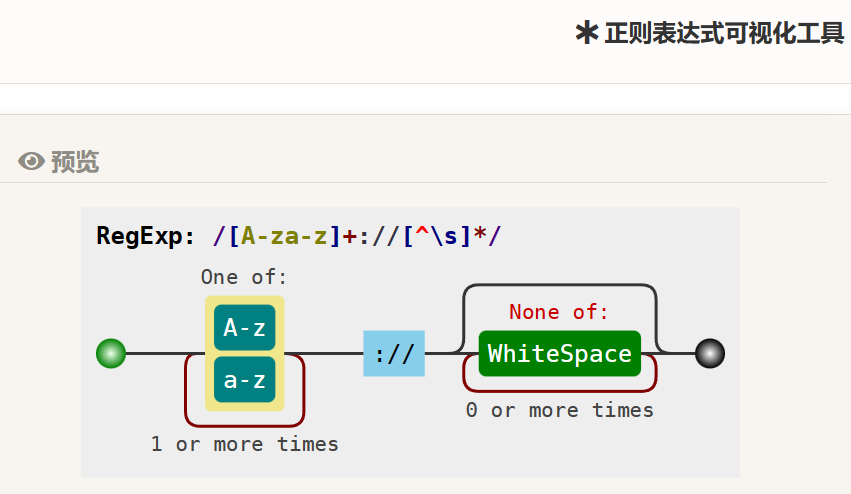 正则表达式可视化工具
预览
RegExp: /[A-za-z]+://[^\s]*/
One of:
None of:
A-z
://
WhiteSpace
a-z
0 or more times
1 or more times